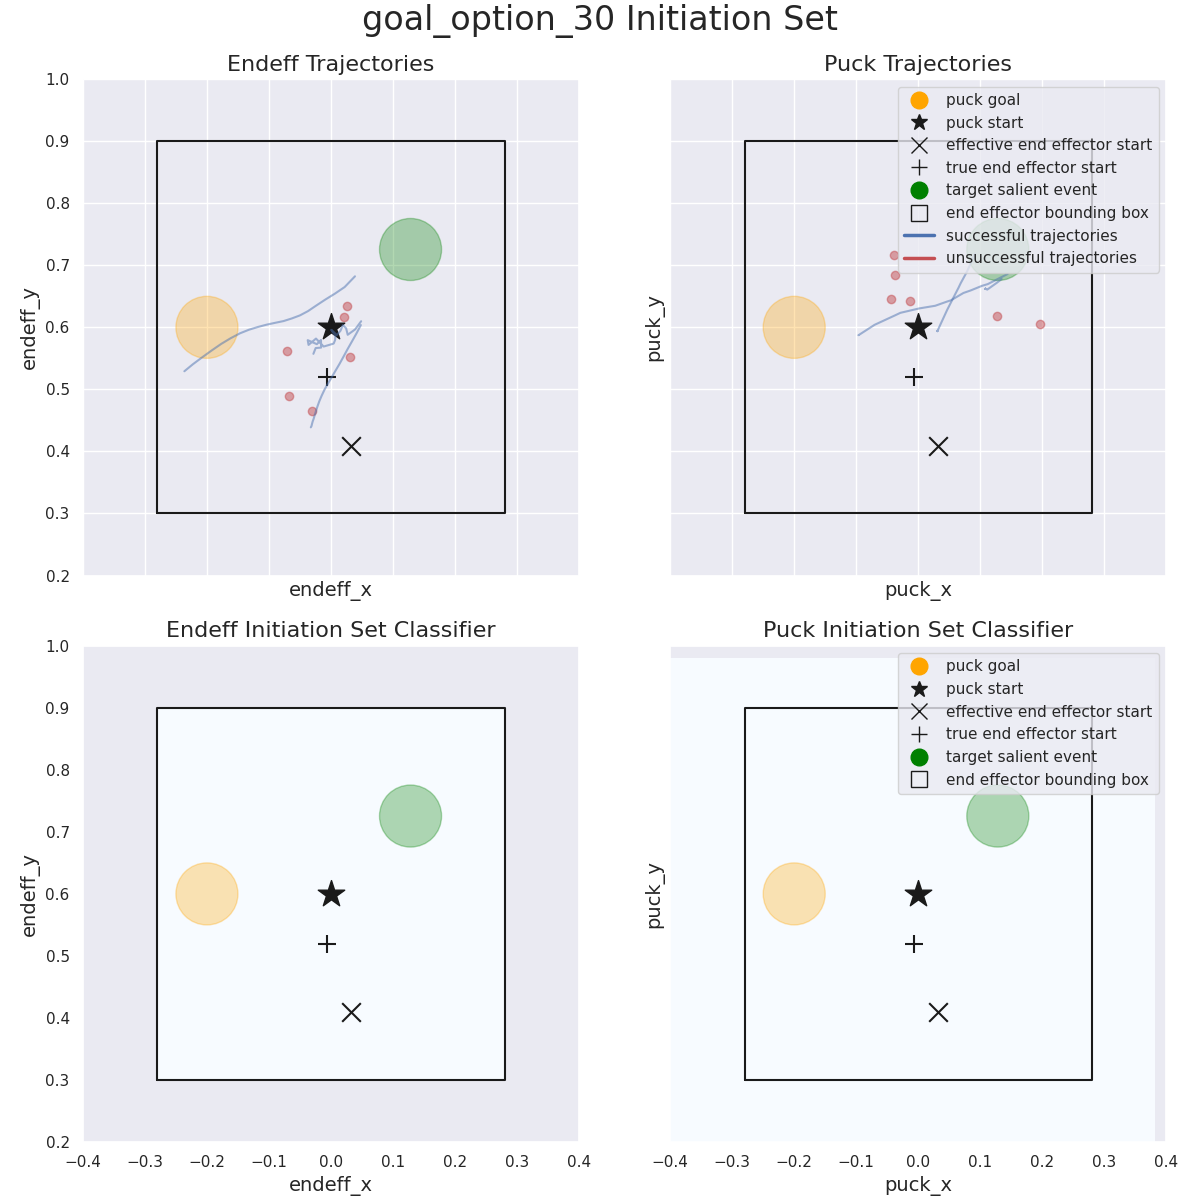 goal_option_30 Initiation Set
Endeff Trajectories
1.0
0.9
0.8
0.7
0.6
0.5
0.4
0.3
0.2
endeff_y
endeff_x
Puck Trajectories
puck goal
puck start
effective end effector start
true end effector start
target salient event
end effector bounding box
successful trajectories
unsuccessful trajectories
puck_y
puck_x
Endeff Initiation Set Classifier
1.0
0.9
0.8
0.7
0.6
0.5
0.4
0.3
0.2
endeff_y
−0.4 −0.3 −0.2 −0.1 0.0 0.1 0.2 0.3 0.4
endeff_x
Puck Initiation Set Classifier
puck goal
puck start
effective end effector start
true end effector start
target salient event
end effector bounding box
puck_y
−0.4 −0.3 −0.2 −0.1 0.0 0.1 0.2 0.3 0.4
puck_x